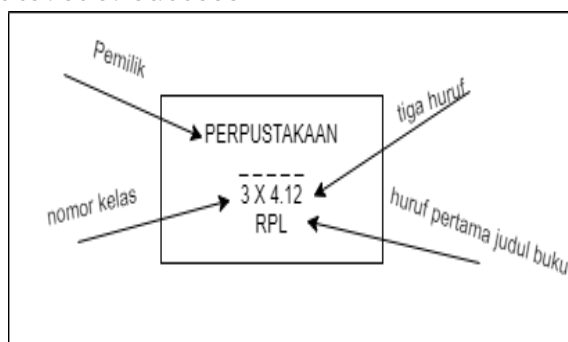 Pemilik
tiga huruf
PERPUSTAKAAN
nomor kelas
3 X 4.12
RPL
huruf pertama judul buku